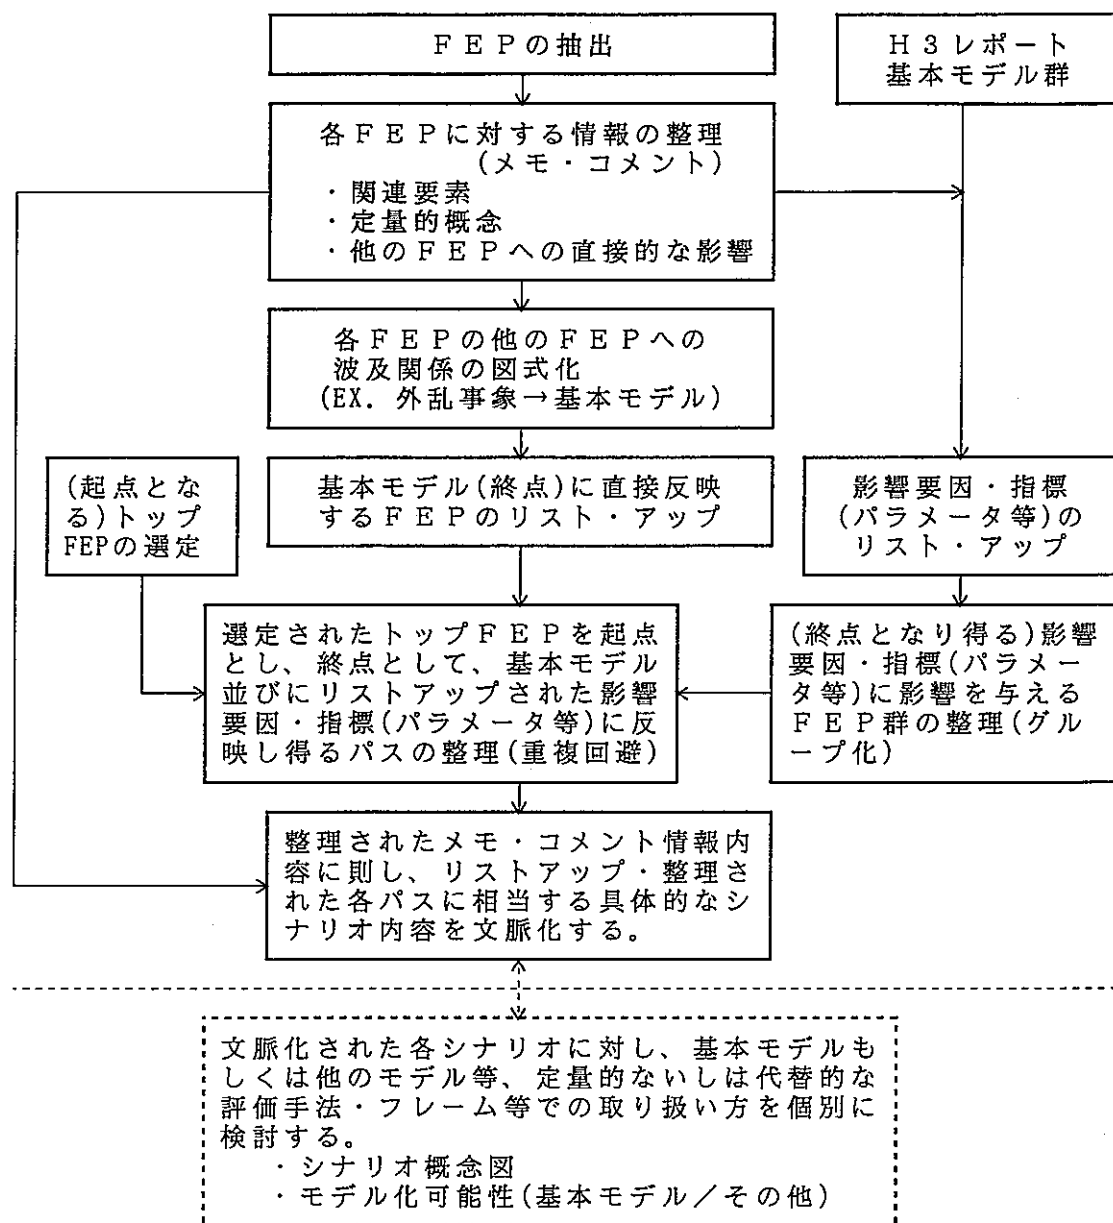 FEPの抽出
H3レポート
基本モデル群
各FEPに対する情報の整理
(メモ・コメント)
・関連要素
・定量的概念
・他のFEPへの直接的な影響
各FEPの他のFEPへの
波及関係の図式化
(EX. 外乱事象→基本モデル)
(起点とな
る)トップ
FEPの選定
基本モデル(終点)に直接反映
するFEPのリスト・アップ
影響要因・指標
(パラメータ等)の
リスト・アップ
選定されたトップFEPを起点
とし、終点として、基本モデル
並びにリストアップされた影響
要因・指標(パラメータ等)に反
映し得るパスの整理(重複回避)
(終点となり得る)影響
要因・指標(パラメー
タ等)に影響を与える
FEP群の整理(グル
ープ化)
整理されたメモ・コメント情報内
容に則し、リストアップ・整理さ
れた各パスに相当する具体的なシ
ナリオ内容を文脈化する。
文脈化された各シナリオに対し、基本モデルも
しくは他のモデル等、定量的ないしは代替的な
評価手法・フレーム等での取り扱い方を個別に
検討する。
・シナリオ概念図
・モデル化可能性(基本モデル/その他)